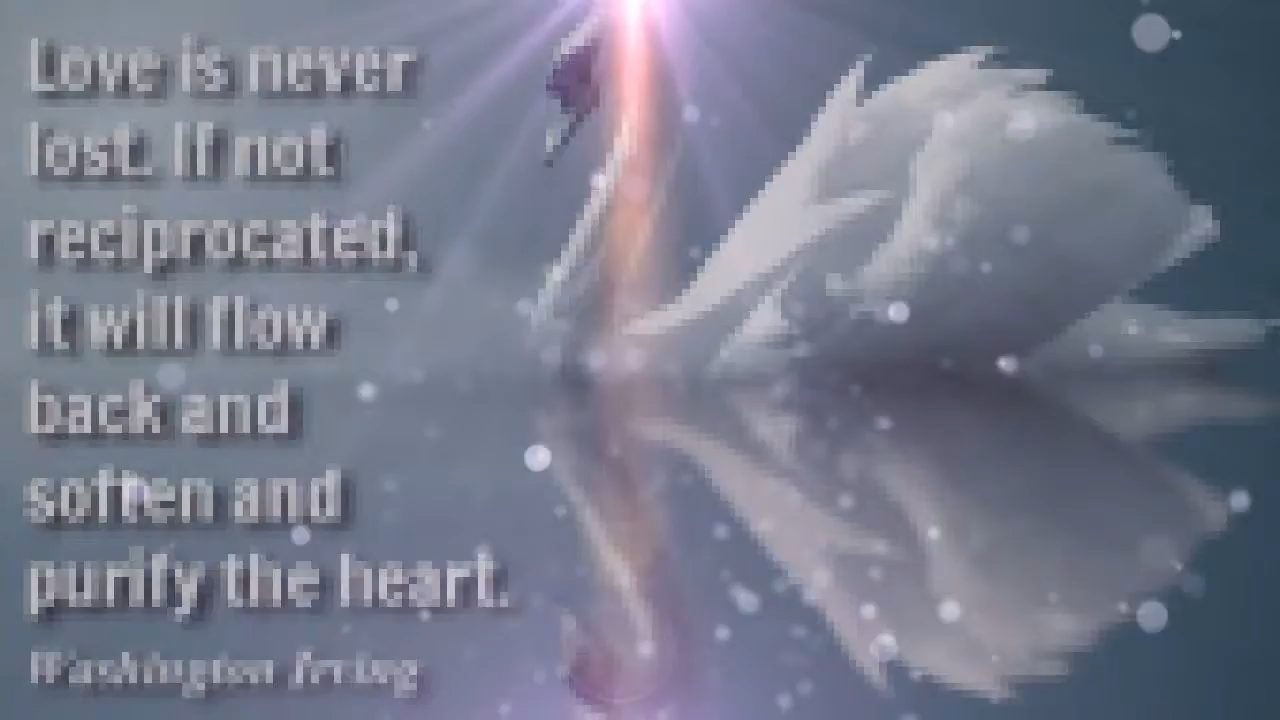 Love is never
lost. If not
reciprocated,
it will flow
back and
soften and
purify the heart.
Washington Irving